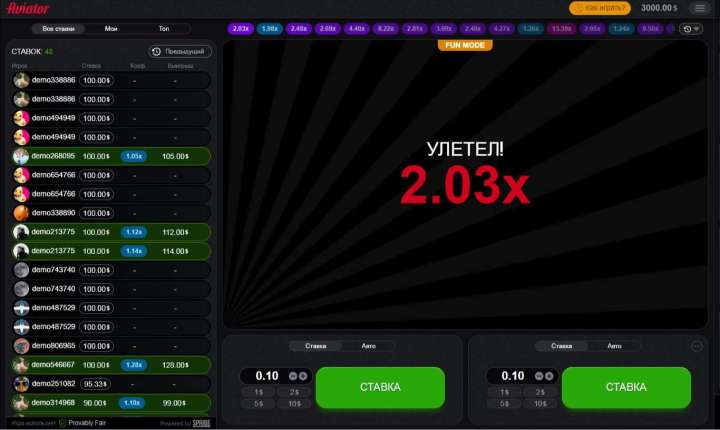 Aviator
Как играть? 3000.00$
Все ставки Мои Топ
2.03x 1.98x 2.48x 2.69x 4.40x 8.22x 2.81x 3.69x 2.48x 4.27x 1.26x 13.39x 2.05x 1.24x 9.50x
FUN MODE
СТАВОК: 42 Предыдущий
Игрок Ставка Коэф. Выигрыш
demo338886 100.00$ - -
demo338886 100.00$ - -
demo494949 100.00$ - -
demo494949 100.00$ - -
demo268095 100.00$ 1.05x 105.00$
demo654766 100.00$ - -
demo654766 100.00$ - -
demo338890 100.00$ - -
demo213775 100.00$ 1.12x 112.00$
demo213775 100.00$ 1.14x 114.00$
demo743740 100.00$ - -
demo743740 100.00$ - -
demo487529 100.00$ - -
demo487529 100.00$ - -
demo806965 100.00$ - -
demo546667 100.00$ 1.28x 128.00$
demo251082 95.33$ - -
demo314968 90.00$ 1.10x 99.00$
Игра использует Provably Fair Powered by SPRIBE
УЛЕТЕЛ!
2.03x
Ставка Авто
0.10
1$ 2$
5$ 10$
СТАВКА
Ставка Авто
0.10
1$ 2$
5$ 10$
СТАВКА